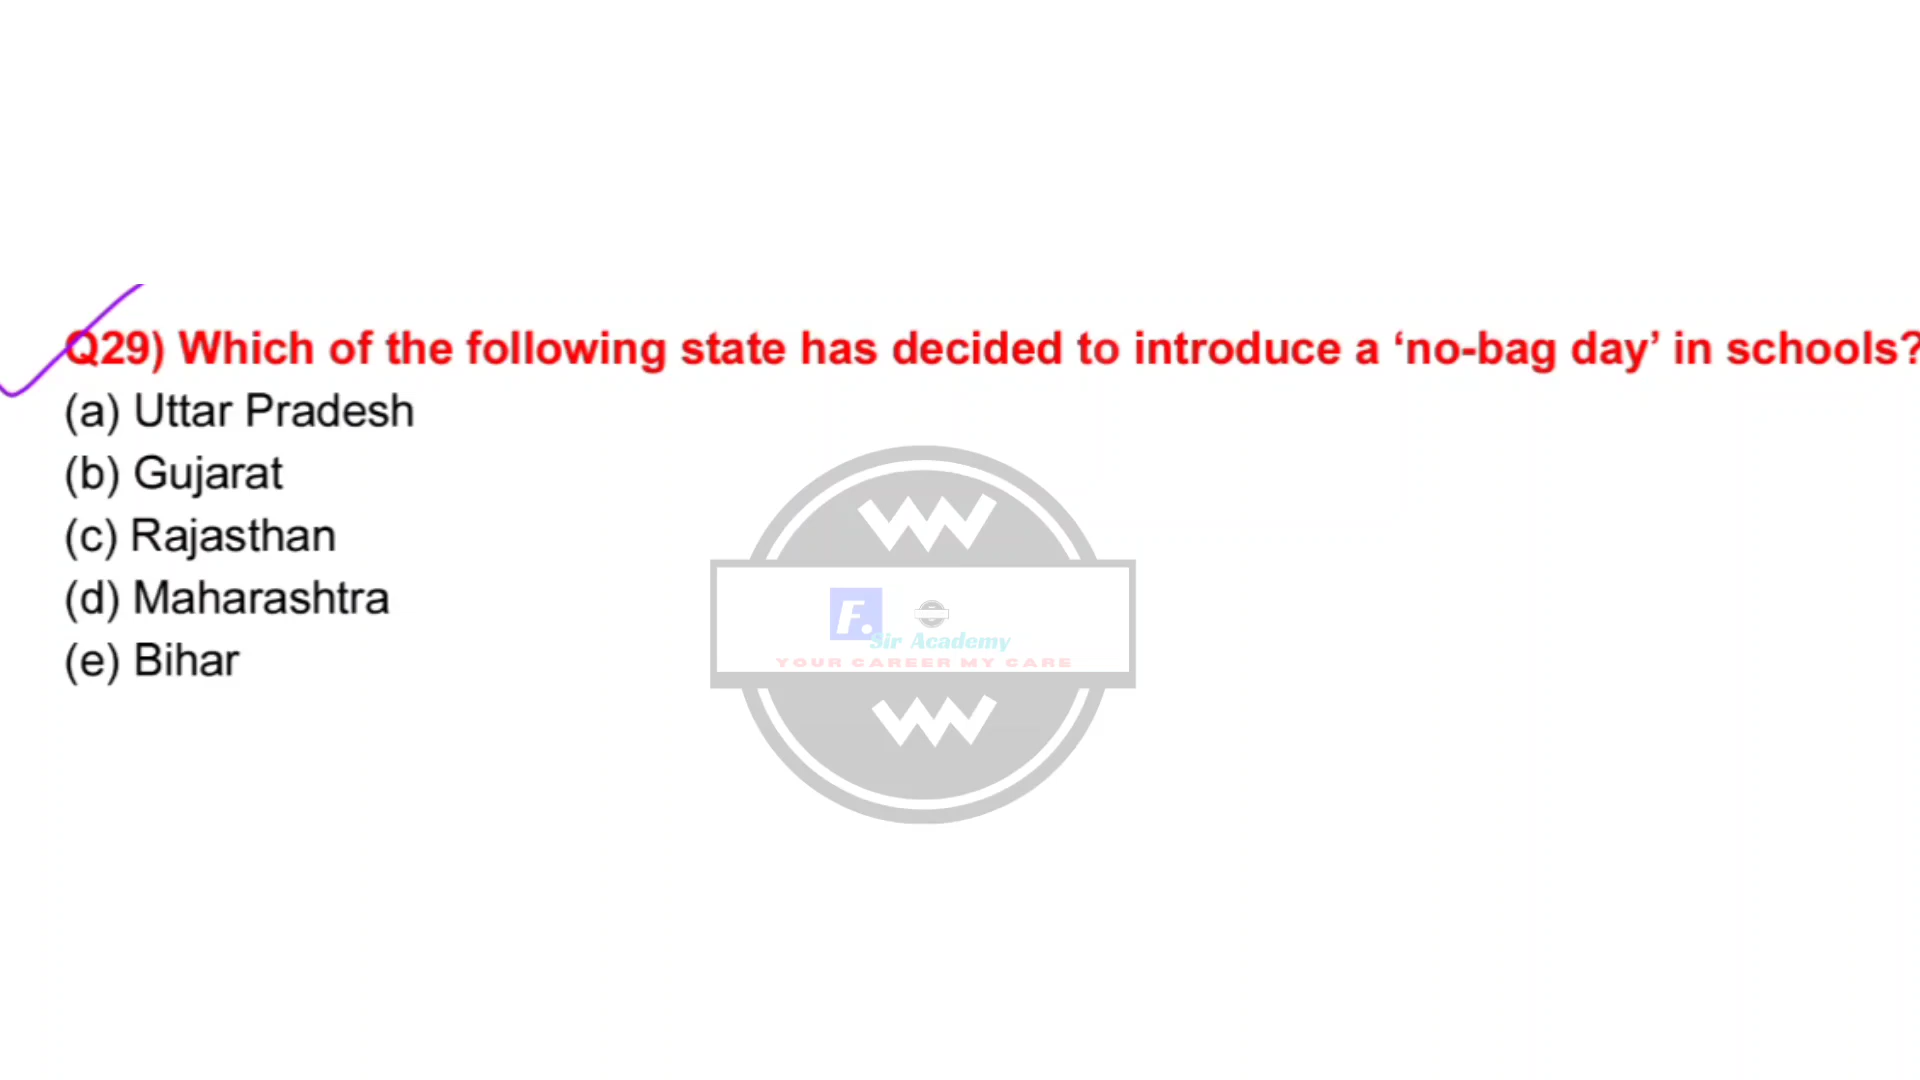 Q29) Which of the following state has decided to introduce a ‘no-bag day’ in schools?
(a) Uttar Pradesh
(b) Gujarat
(c) Rajasthan
(d) Maharashtra
(e) Bihar
F.
Sir Academy
YOUR CAREER MY CARE